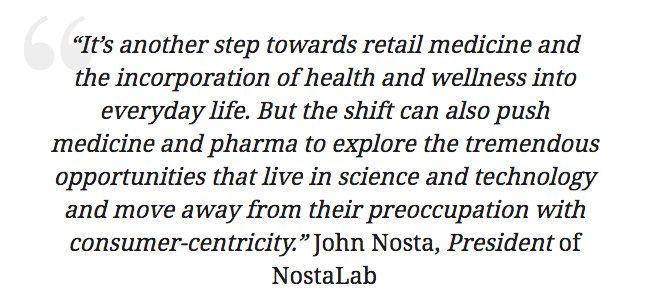 “It’s another step towards retail medicine and
the incorporation of health and wellness into
everyday life. But the shift can also push
medicine and pharma to explore the tremendous
opportunities that live in science and technology
and move away from their preoccupation with
consumer-centricity.” John Nosta, President of
NostaLab